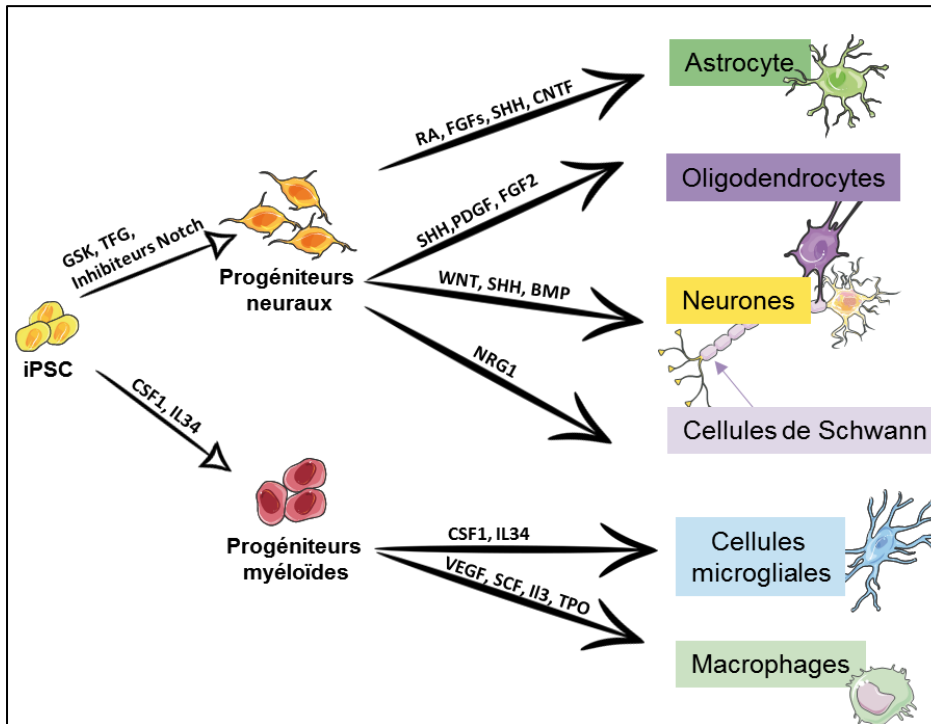 Astrocyte
RA, FGFs, SHH, CNTF
Oligodendrocytes
SHH,PDGF, FGF2
GSK, TFG,
Inhibiteurs Notch
Progéniteurs
neuraux
WNT, SHH, BMP
Neurones
NRG1
iPSC
CSF1, IL34
Cellules de Schwann
Progéniteurs
myéloïdes
CSF1, IL34
Cellules
microgliales
VEGF, SCF, Il3, TPO
Macrophages